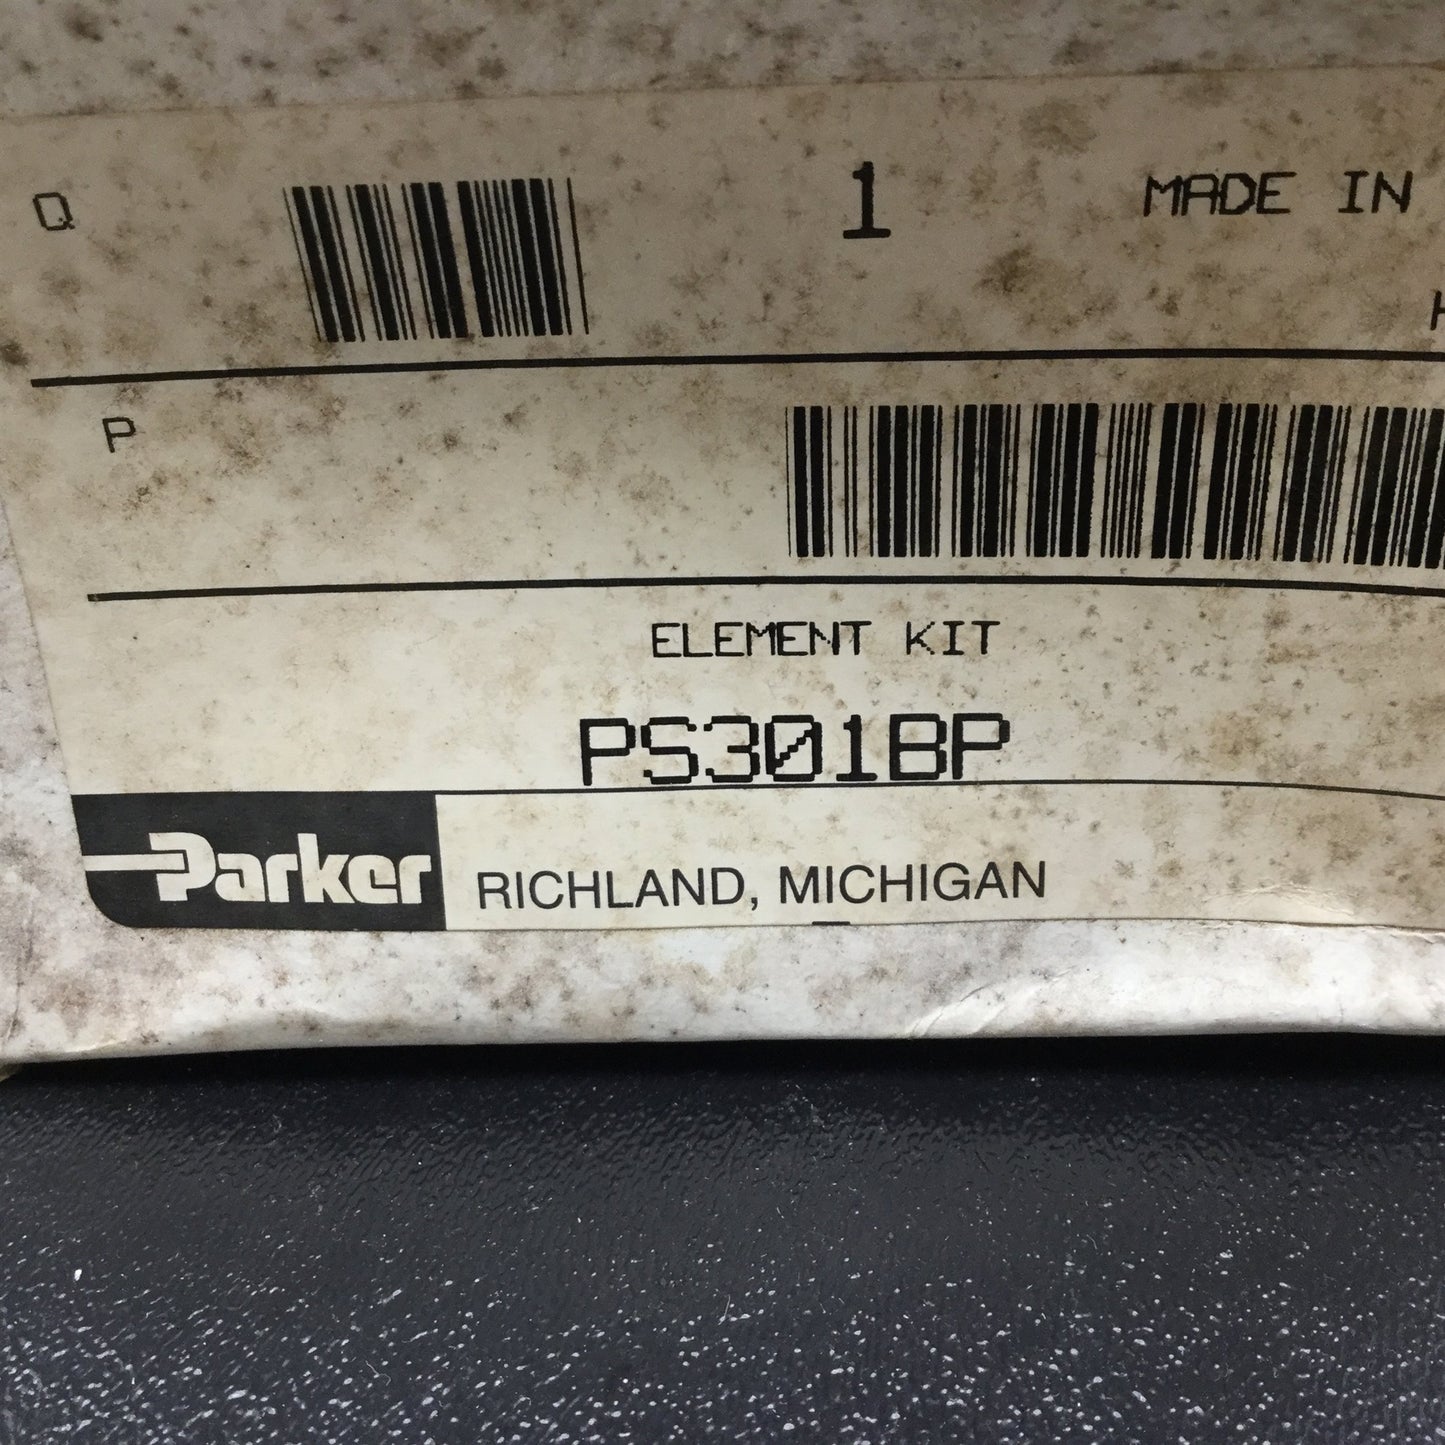 Q 1 MADE IN
P
ELEMENT KIT
PS301BP
Parker RICHLAND, MICHIGAN